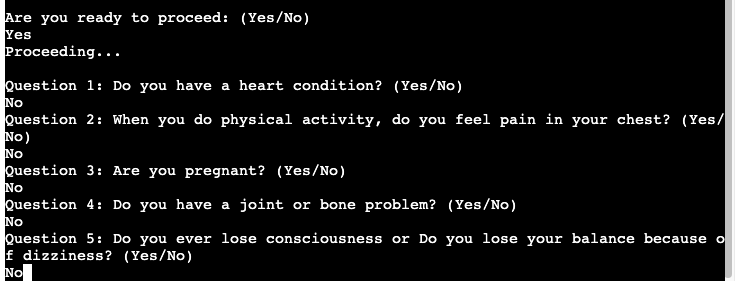 Are you ready to proceed: (Yes/No)
Yes
Proceeding...
Question 1: Do you have a heart condition? (Yes/No)
No
Question 2: When you do physical activity, do you feel pain in your chest? (Yes/
No)
No
Question 3: Are you pregnant? (Yes/No)
No
Question 4: Do you have a joint or bone problem? (Yes/No)
No
Question 5: Do you ever lose consciousness or Do you lose your balance because o
f dizziness? (Yes/No)
No